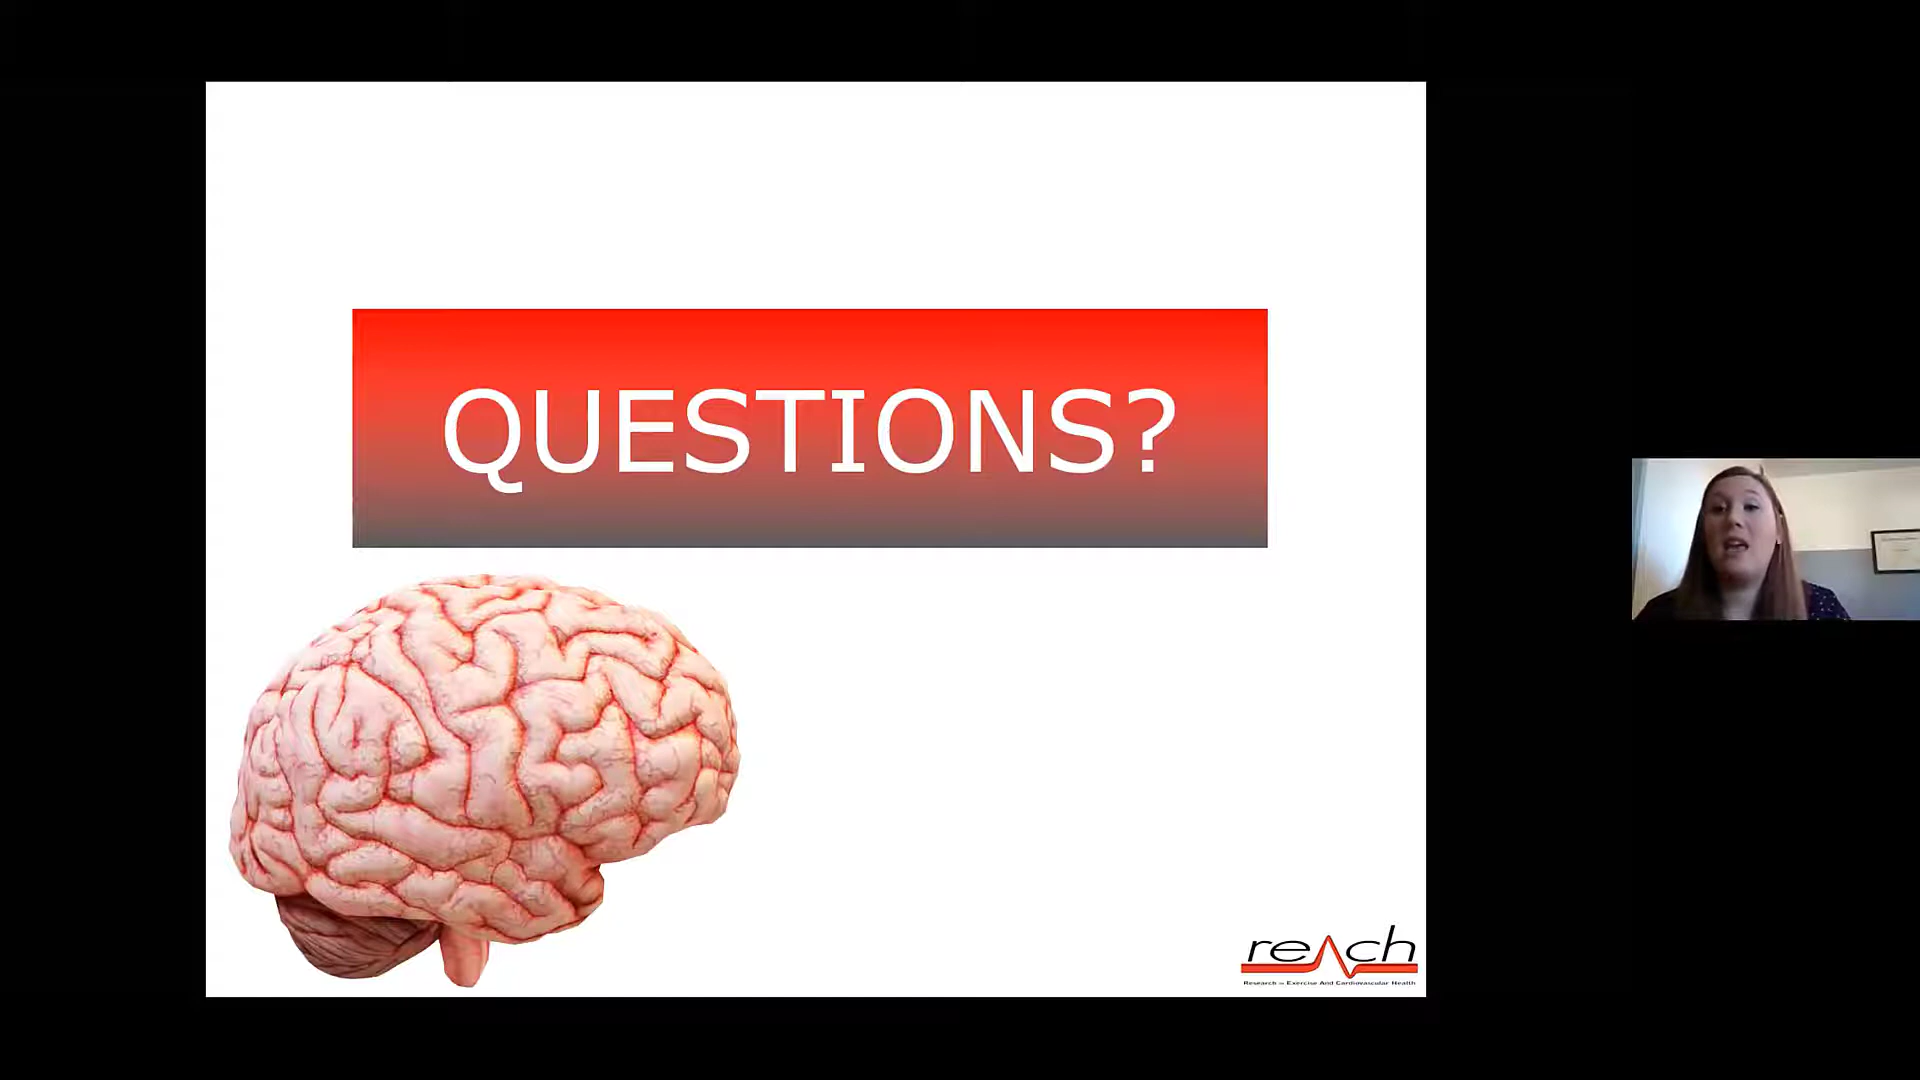 QUESTIONS?
reach
Research in Exercise And Cardiovascular Health